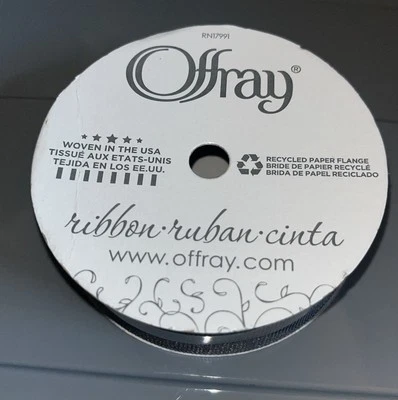 RN17991
Offray®
WOVEN IN THE USA
TISSUÉ AUX ETATS-UNIS
TEJIDA EN LOS EE.UU.
RECYCLED PAPER FLANGE
BRIDE DE PAPIER RECYCLÉ
BRIDA DE PAPEL RECICLADO
ribbon·ruban·cinta
www.offray.com